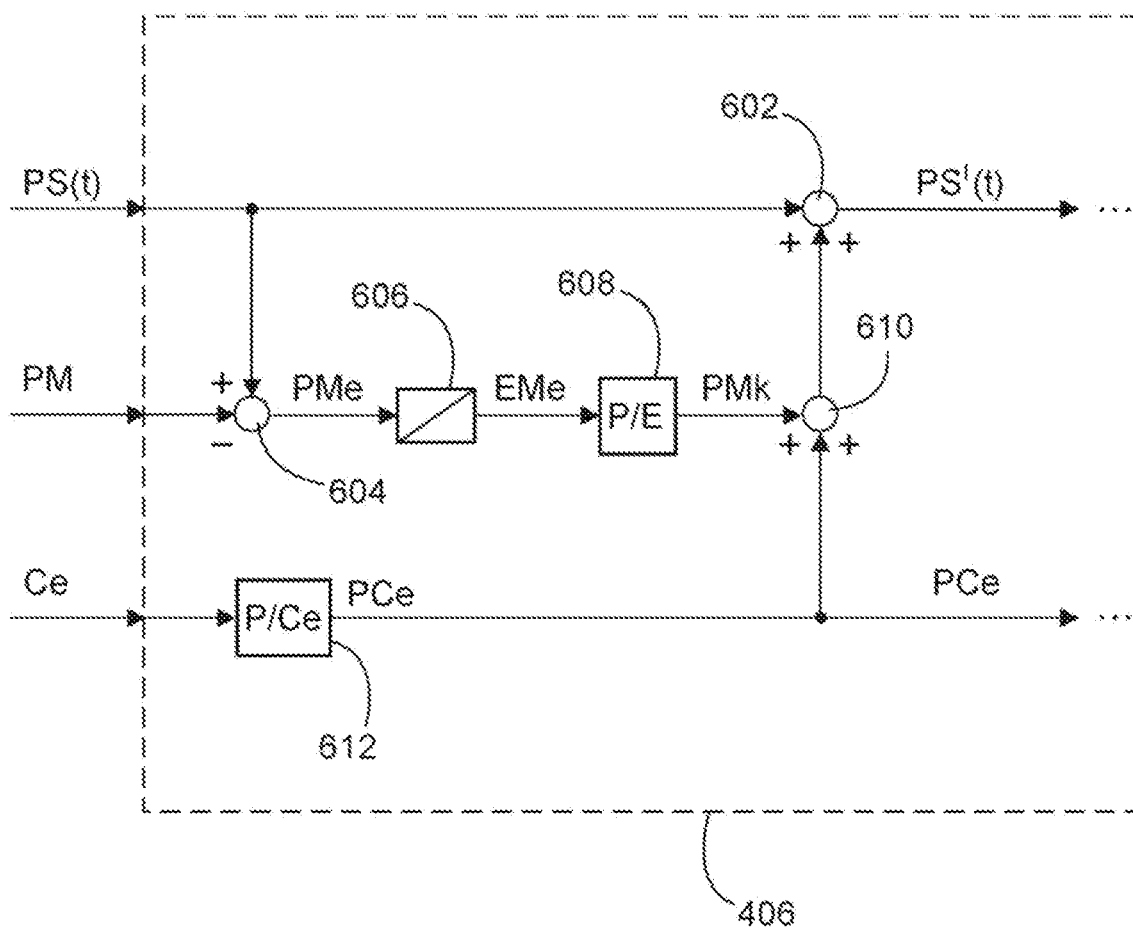 602
PS(t)
PS'(t)
...
+ +
606
608
610
PM
+
PMe
EMe
P/E
PMk
−
+ +
604
Ce
P/Ce
PCe
PCe
...
612
406